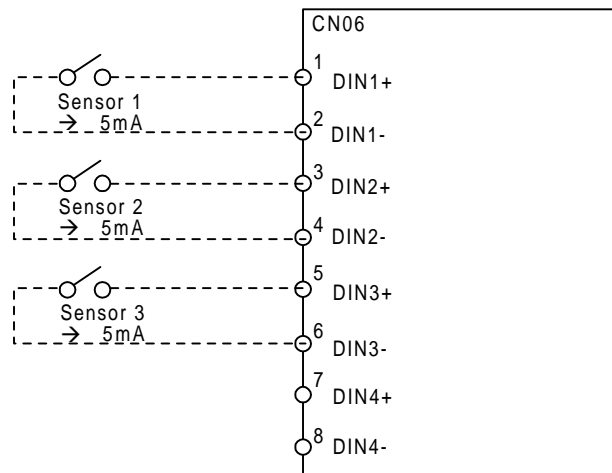 CN06
1
DIN1+
Sensor 1
→ 5mA
2
DIN1-
3
DIN2+
Sensor 2
→ 5mA
4
DIN2-
5
DIN3+
Sensor 3
→ 5mA
6
DIN3-
7
DIN4+
8
DIN4-